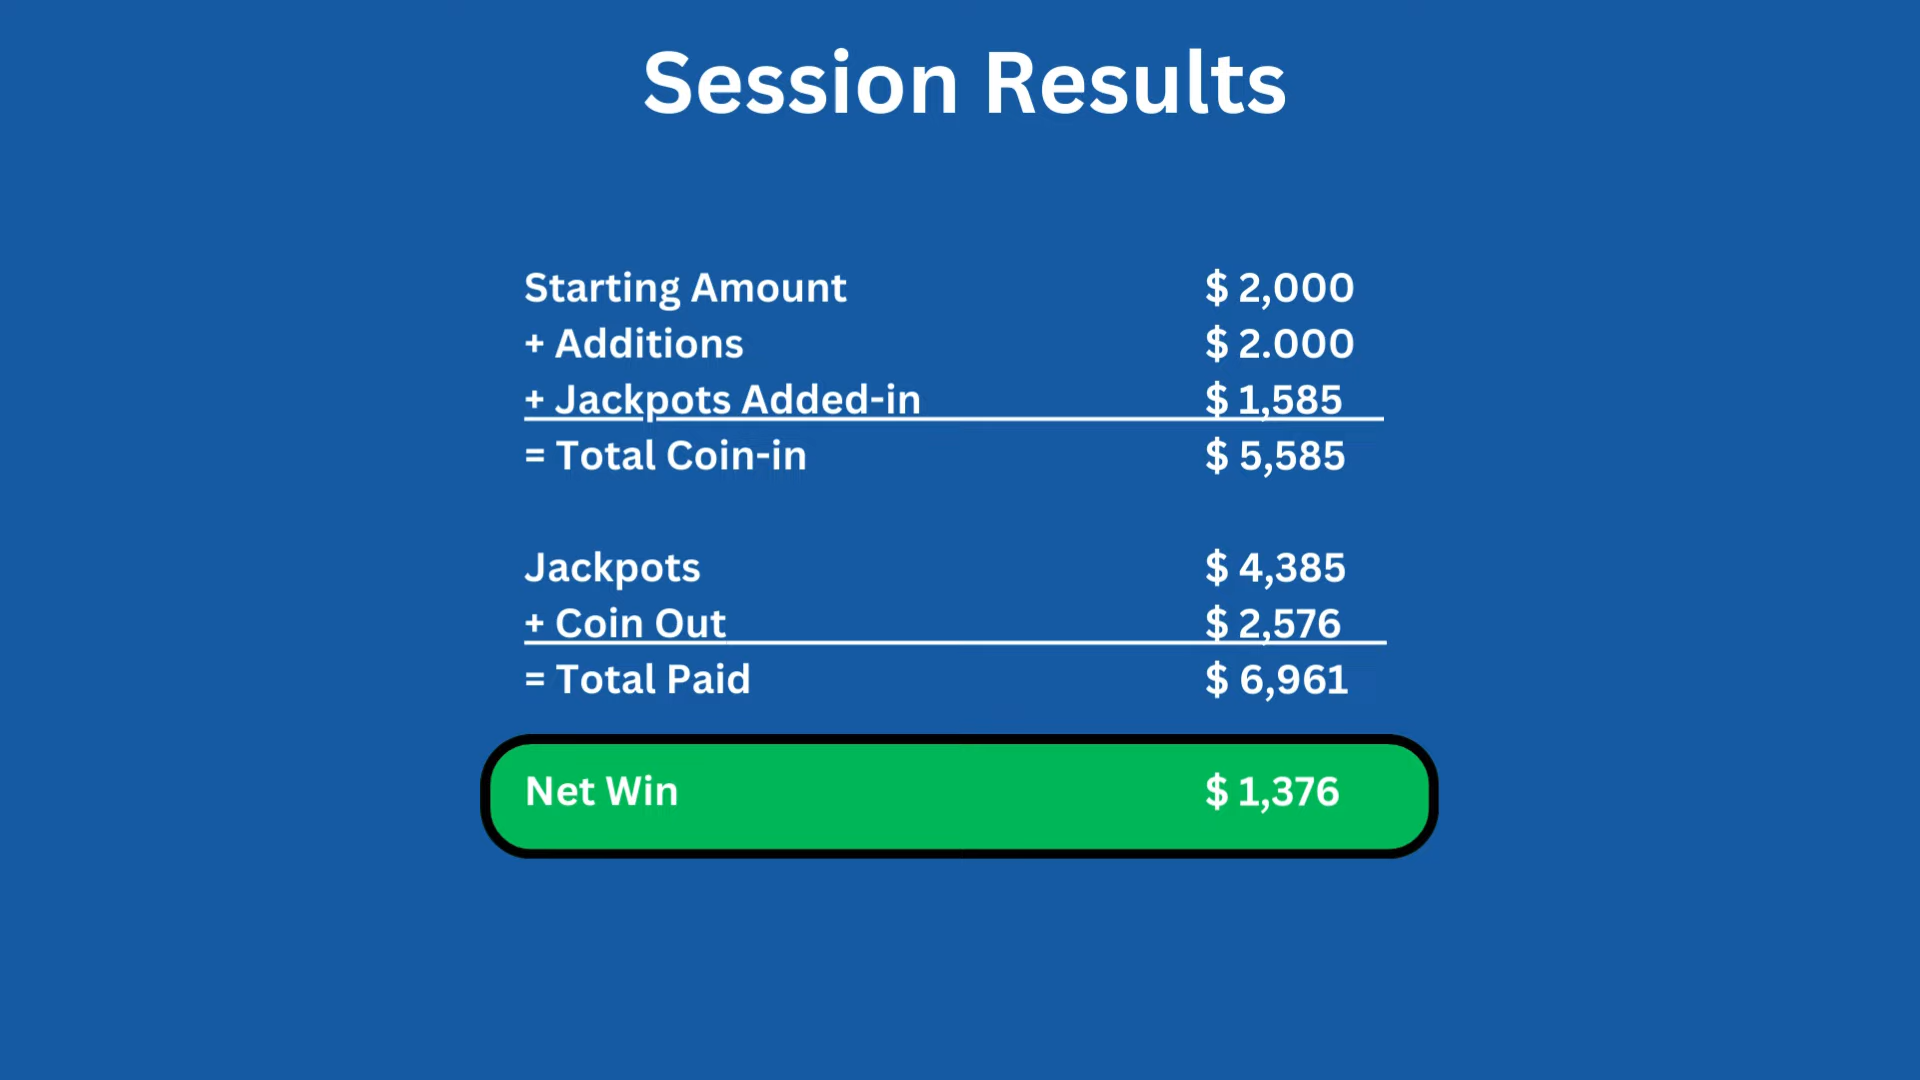 Session Results
Starting Amount $ 2,000
+ Additions $ 2.000
+ Jackpots Added-in $ 1,585
= Total Coin-in $ 5,585
Jackpots $ 4,385
+ Coin Out $ 2,576
= Total Paid $ 6,961
Net Win $ 1,376